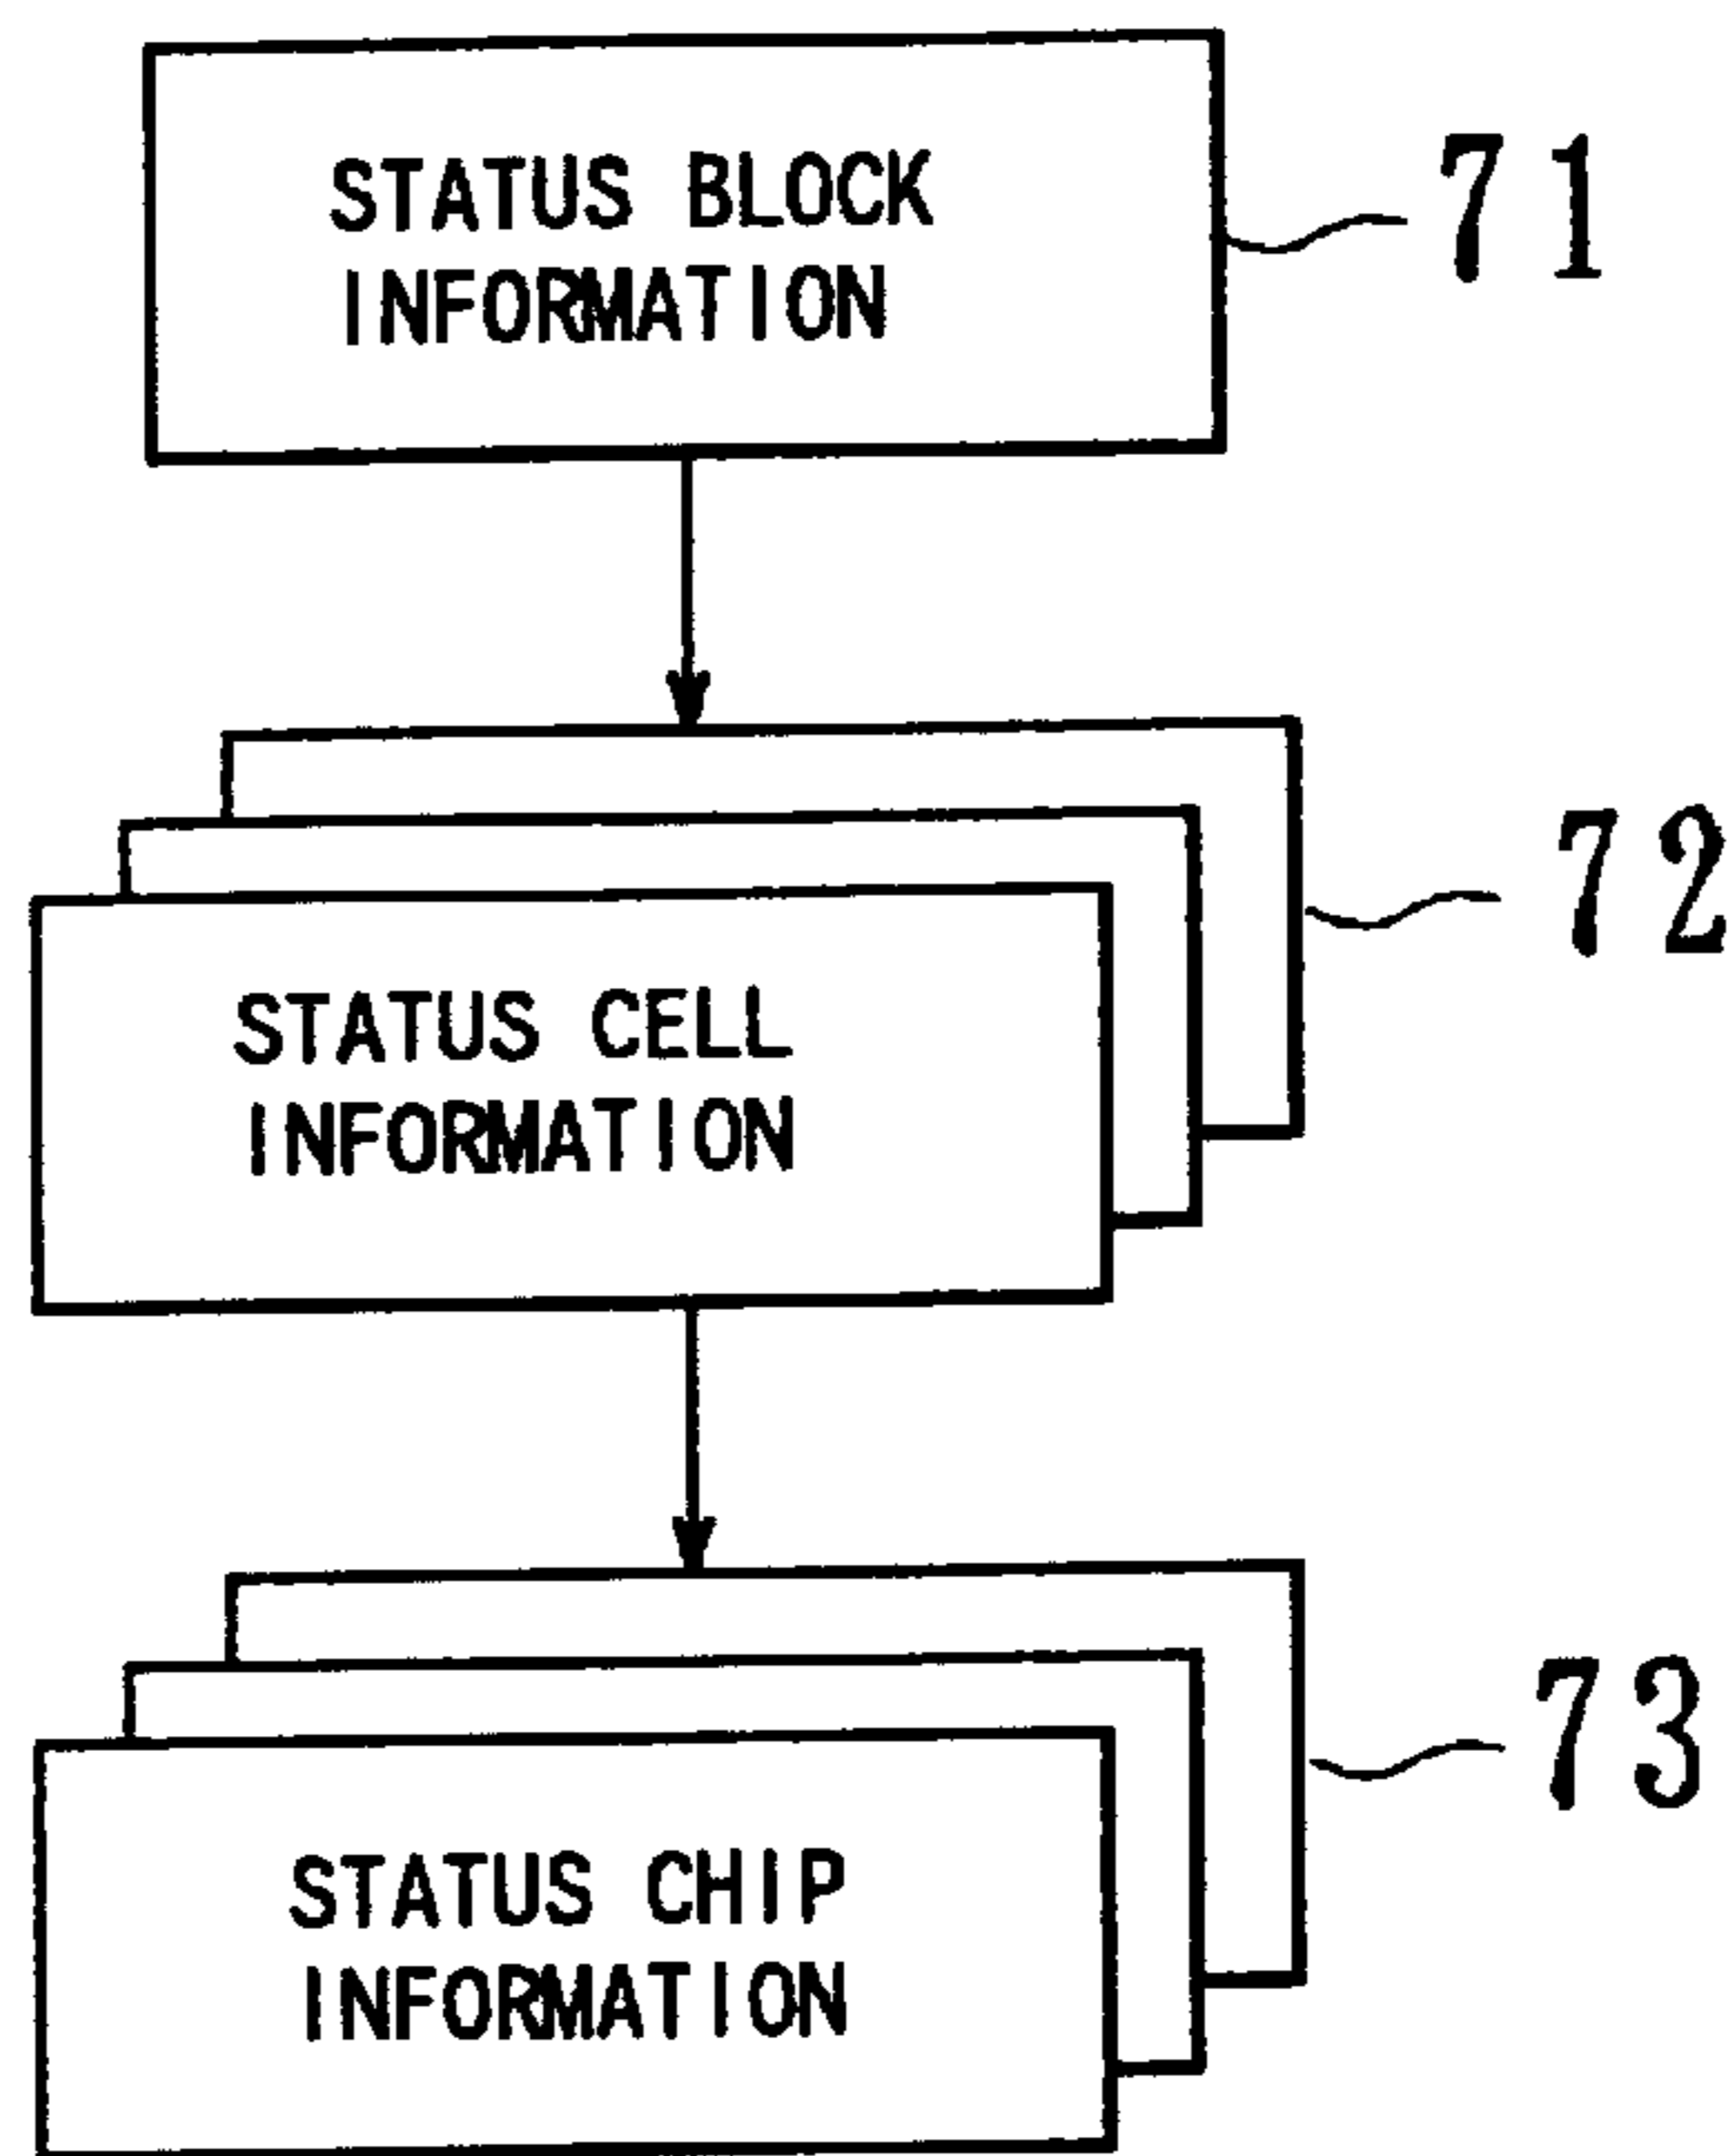 STATUS BLOCK
INFORMATION
71
STATUS CELL
INFORMATION
72
STATUS CHIP
INFORMATION
73